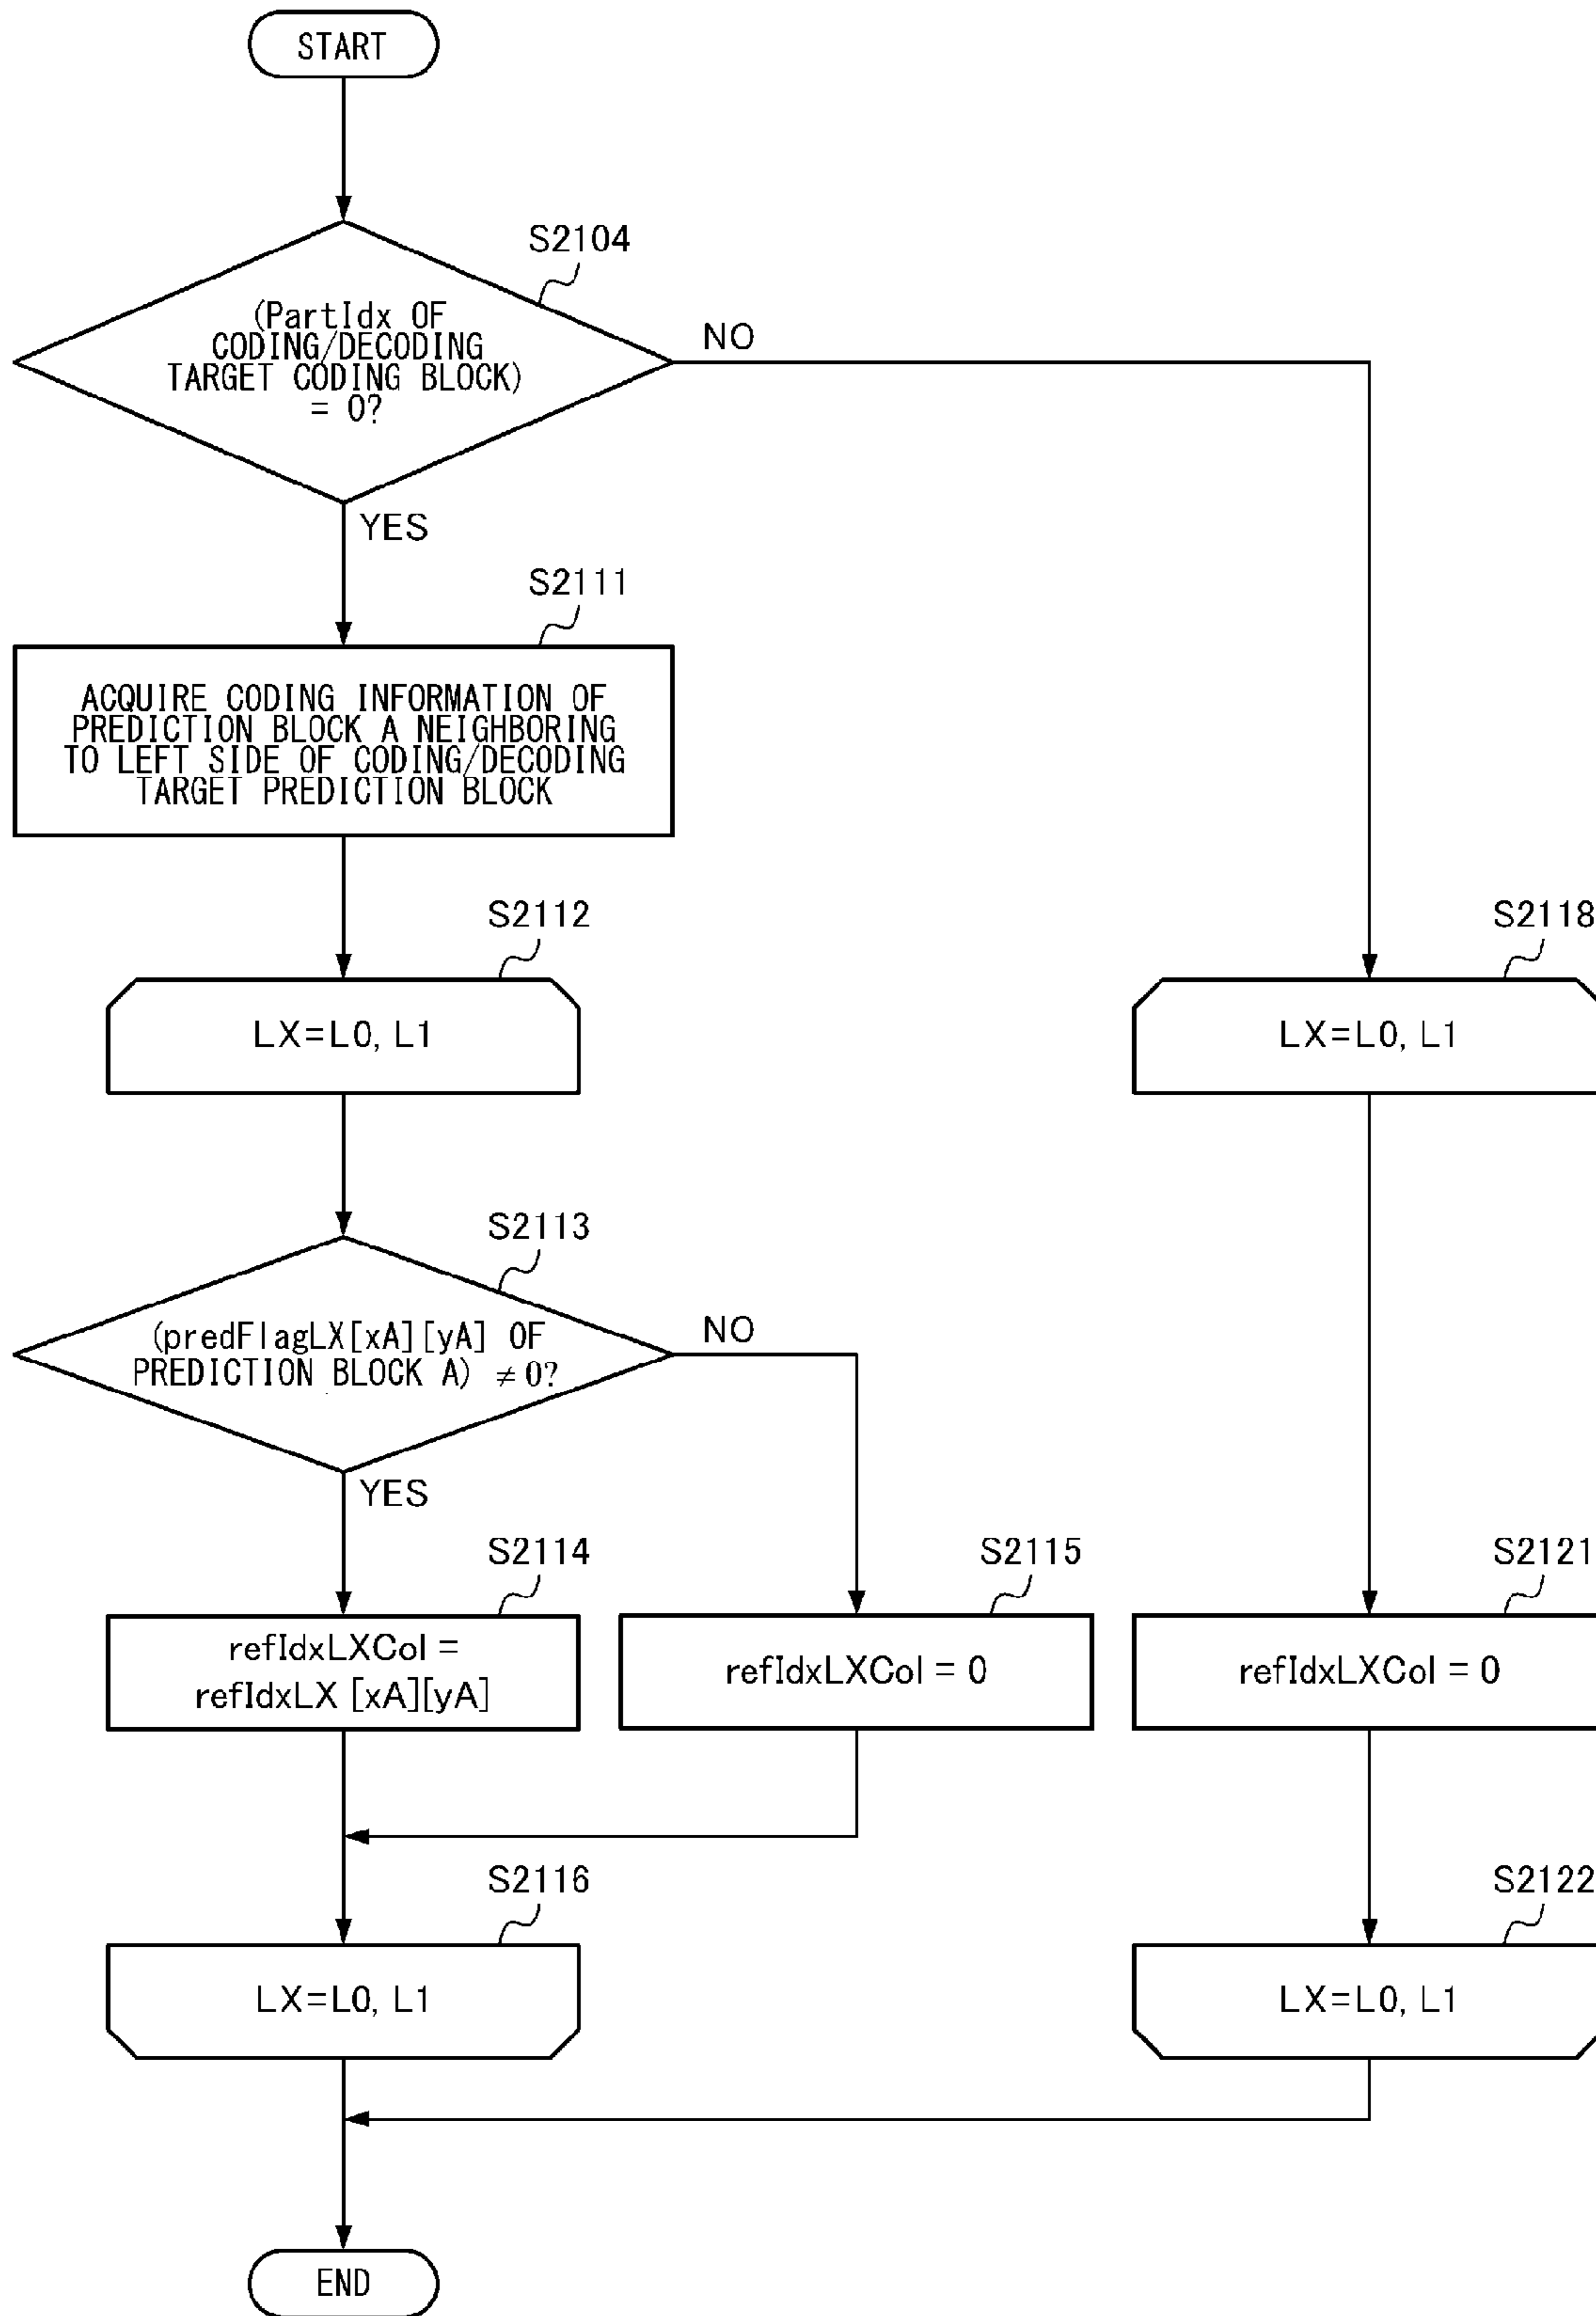 START
S2104
(PartIdx OF
CODING/DECODING
TARGET CODING BLOCK)
= 0?
NO
YES
S2111
ACQUIRE CODING INFORMATION OF
PREDICTION BLOCK A NEIGHBORING
TO LEFT SIDE OF CODING/DECODING
TARGET PREDICTION BLOCK
S2112
S2118
LX=L0, L1
LX=L0, L1
S2113
(predFlagLX[xA][yA] OF
PREDICTION BLOCK A) ≠ 0?
NO
YES
S2114
S2115
S2121
refIdxLXCol =
refIdxLX [xA][yA]
refIdxLXCol = 0
refIdxLXCol = 0
S2116
S2122
LX=L0, L1
LX=L0, L1
END